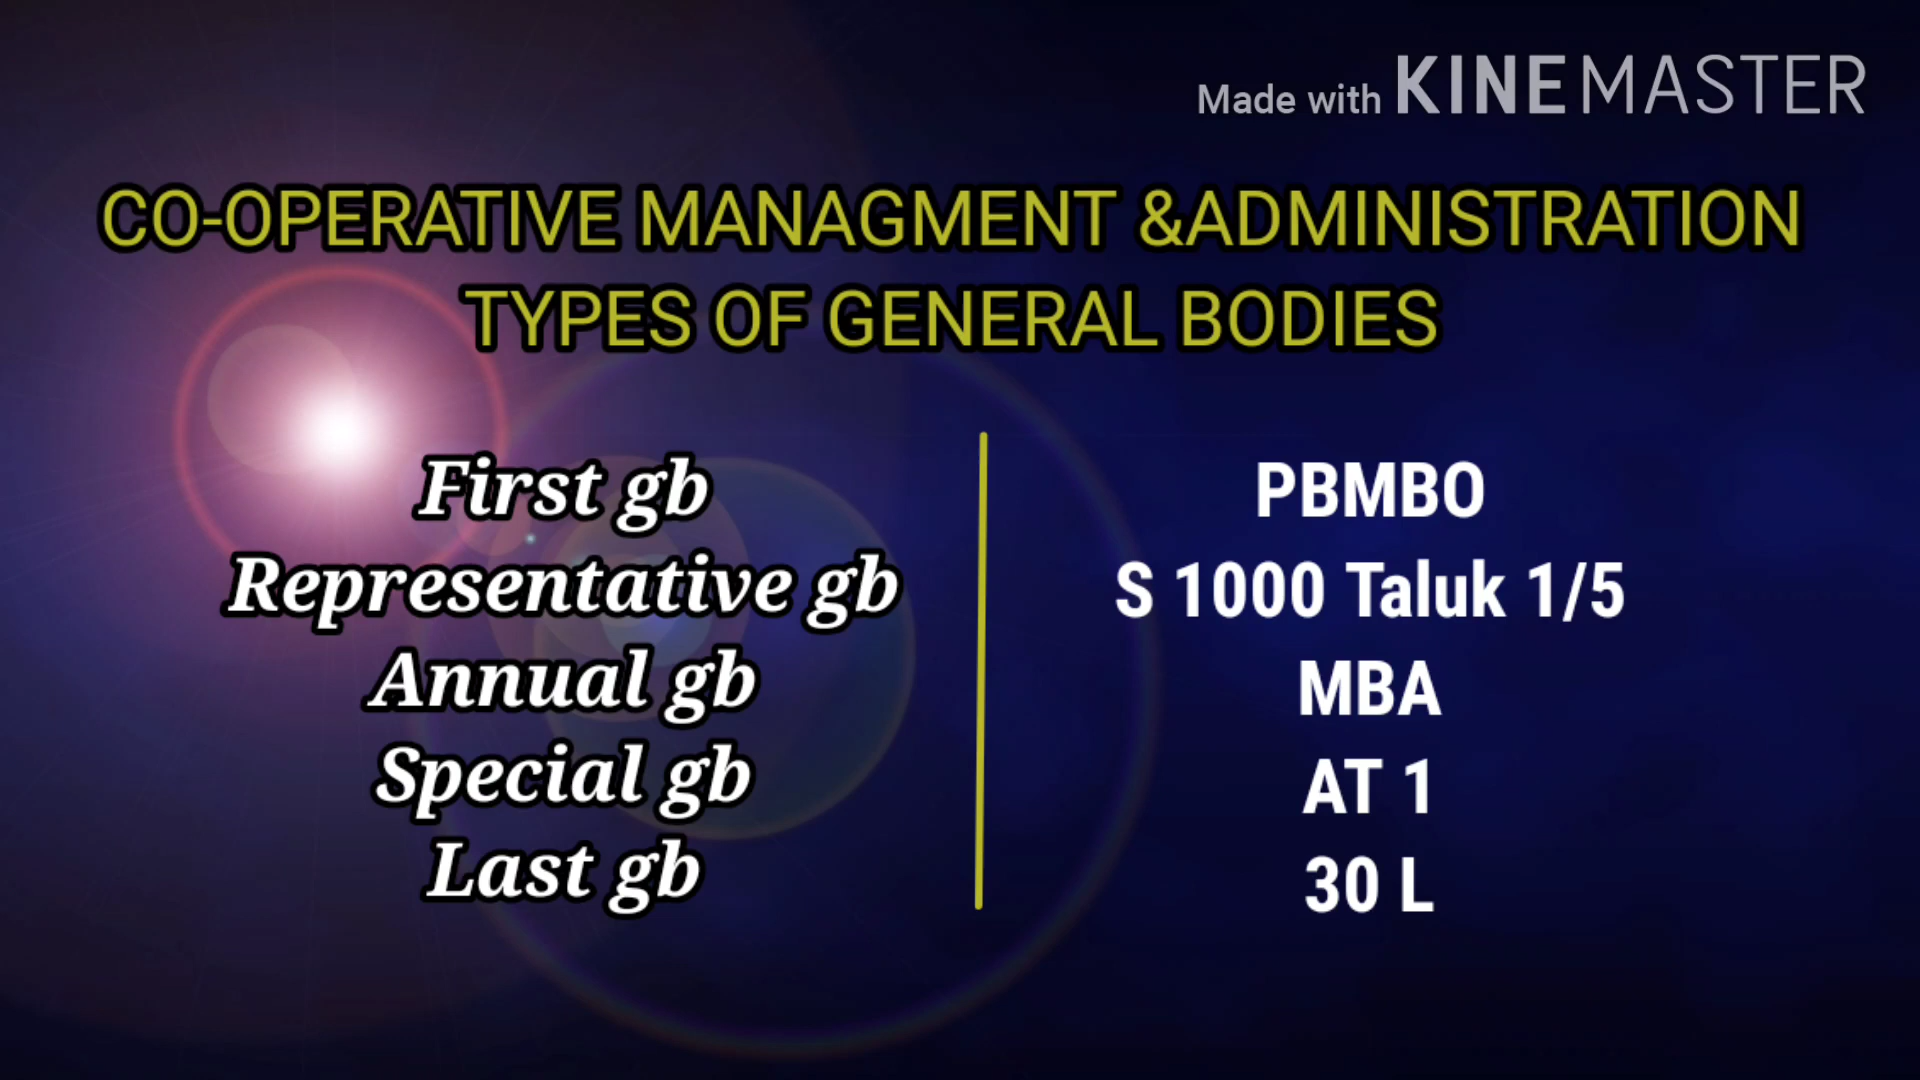 Made with KINEMASTER
CO-OPERATIVE MANAGMENT &ADMINISTRATION
TYPES OF GENERAL BODIES
First gb
Representative gb
Annual gb
Special gb
Last gb
PBMBO
S 1000 Taluk 1/5
MBA
AT 1
30 L